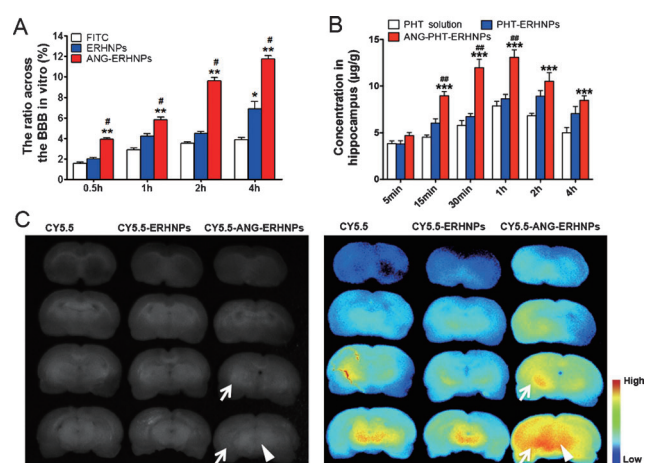 A
FITC
ERHNPs
ANG-ERHNPs
The ratio across
the BBB in vitro (%)
14
12
10
8
6
4
2
0
**
#
**
#
**
#
*
**
#
0.5h
1h
2h
4h
B
PHT solution
PHT-ERHNPs
ANG-PHT-ERHNPs
Concentration in
hippocampus (μg/g)
15
10
5
0
##
***
##
***
##
***
***
***
5min
15min
30min
1h
2h
4h
C
CY5.5
CY5.5-ERHNPs
CY5.5-ANG-ERHNPs
CY5.5
CY5.5-ERHNPs
CY5.5-ANG-ERHNPs
High
Low